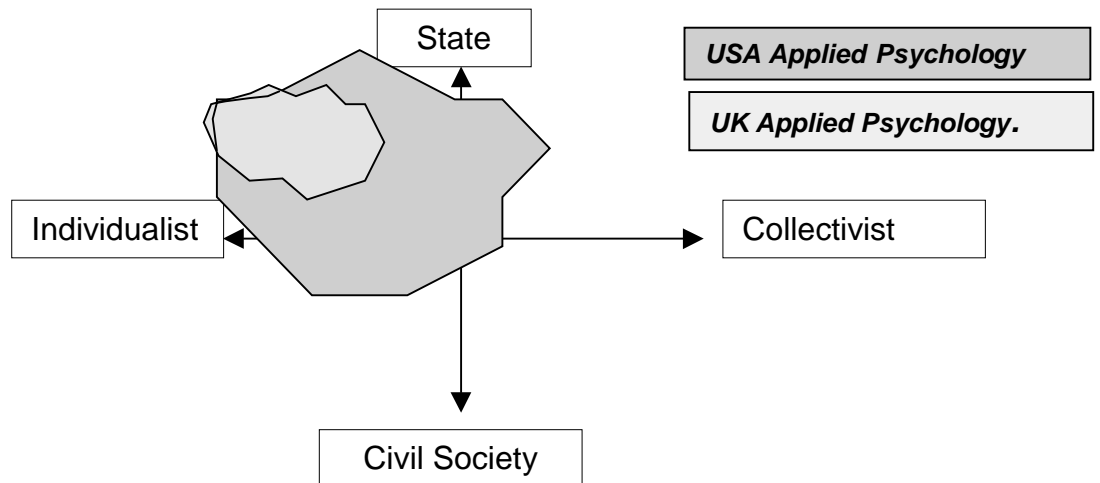 State
USA Applied Psychology
UK Applied Psychology.
Individualist
Collectivist
Civil Society